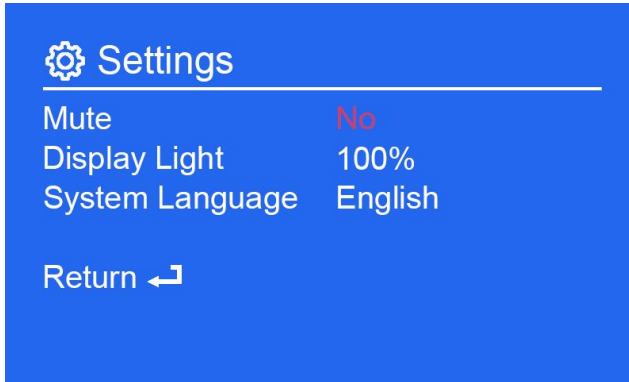 Settings
Mute No
Display Light 100%
System Language English
Return